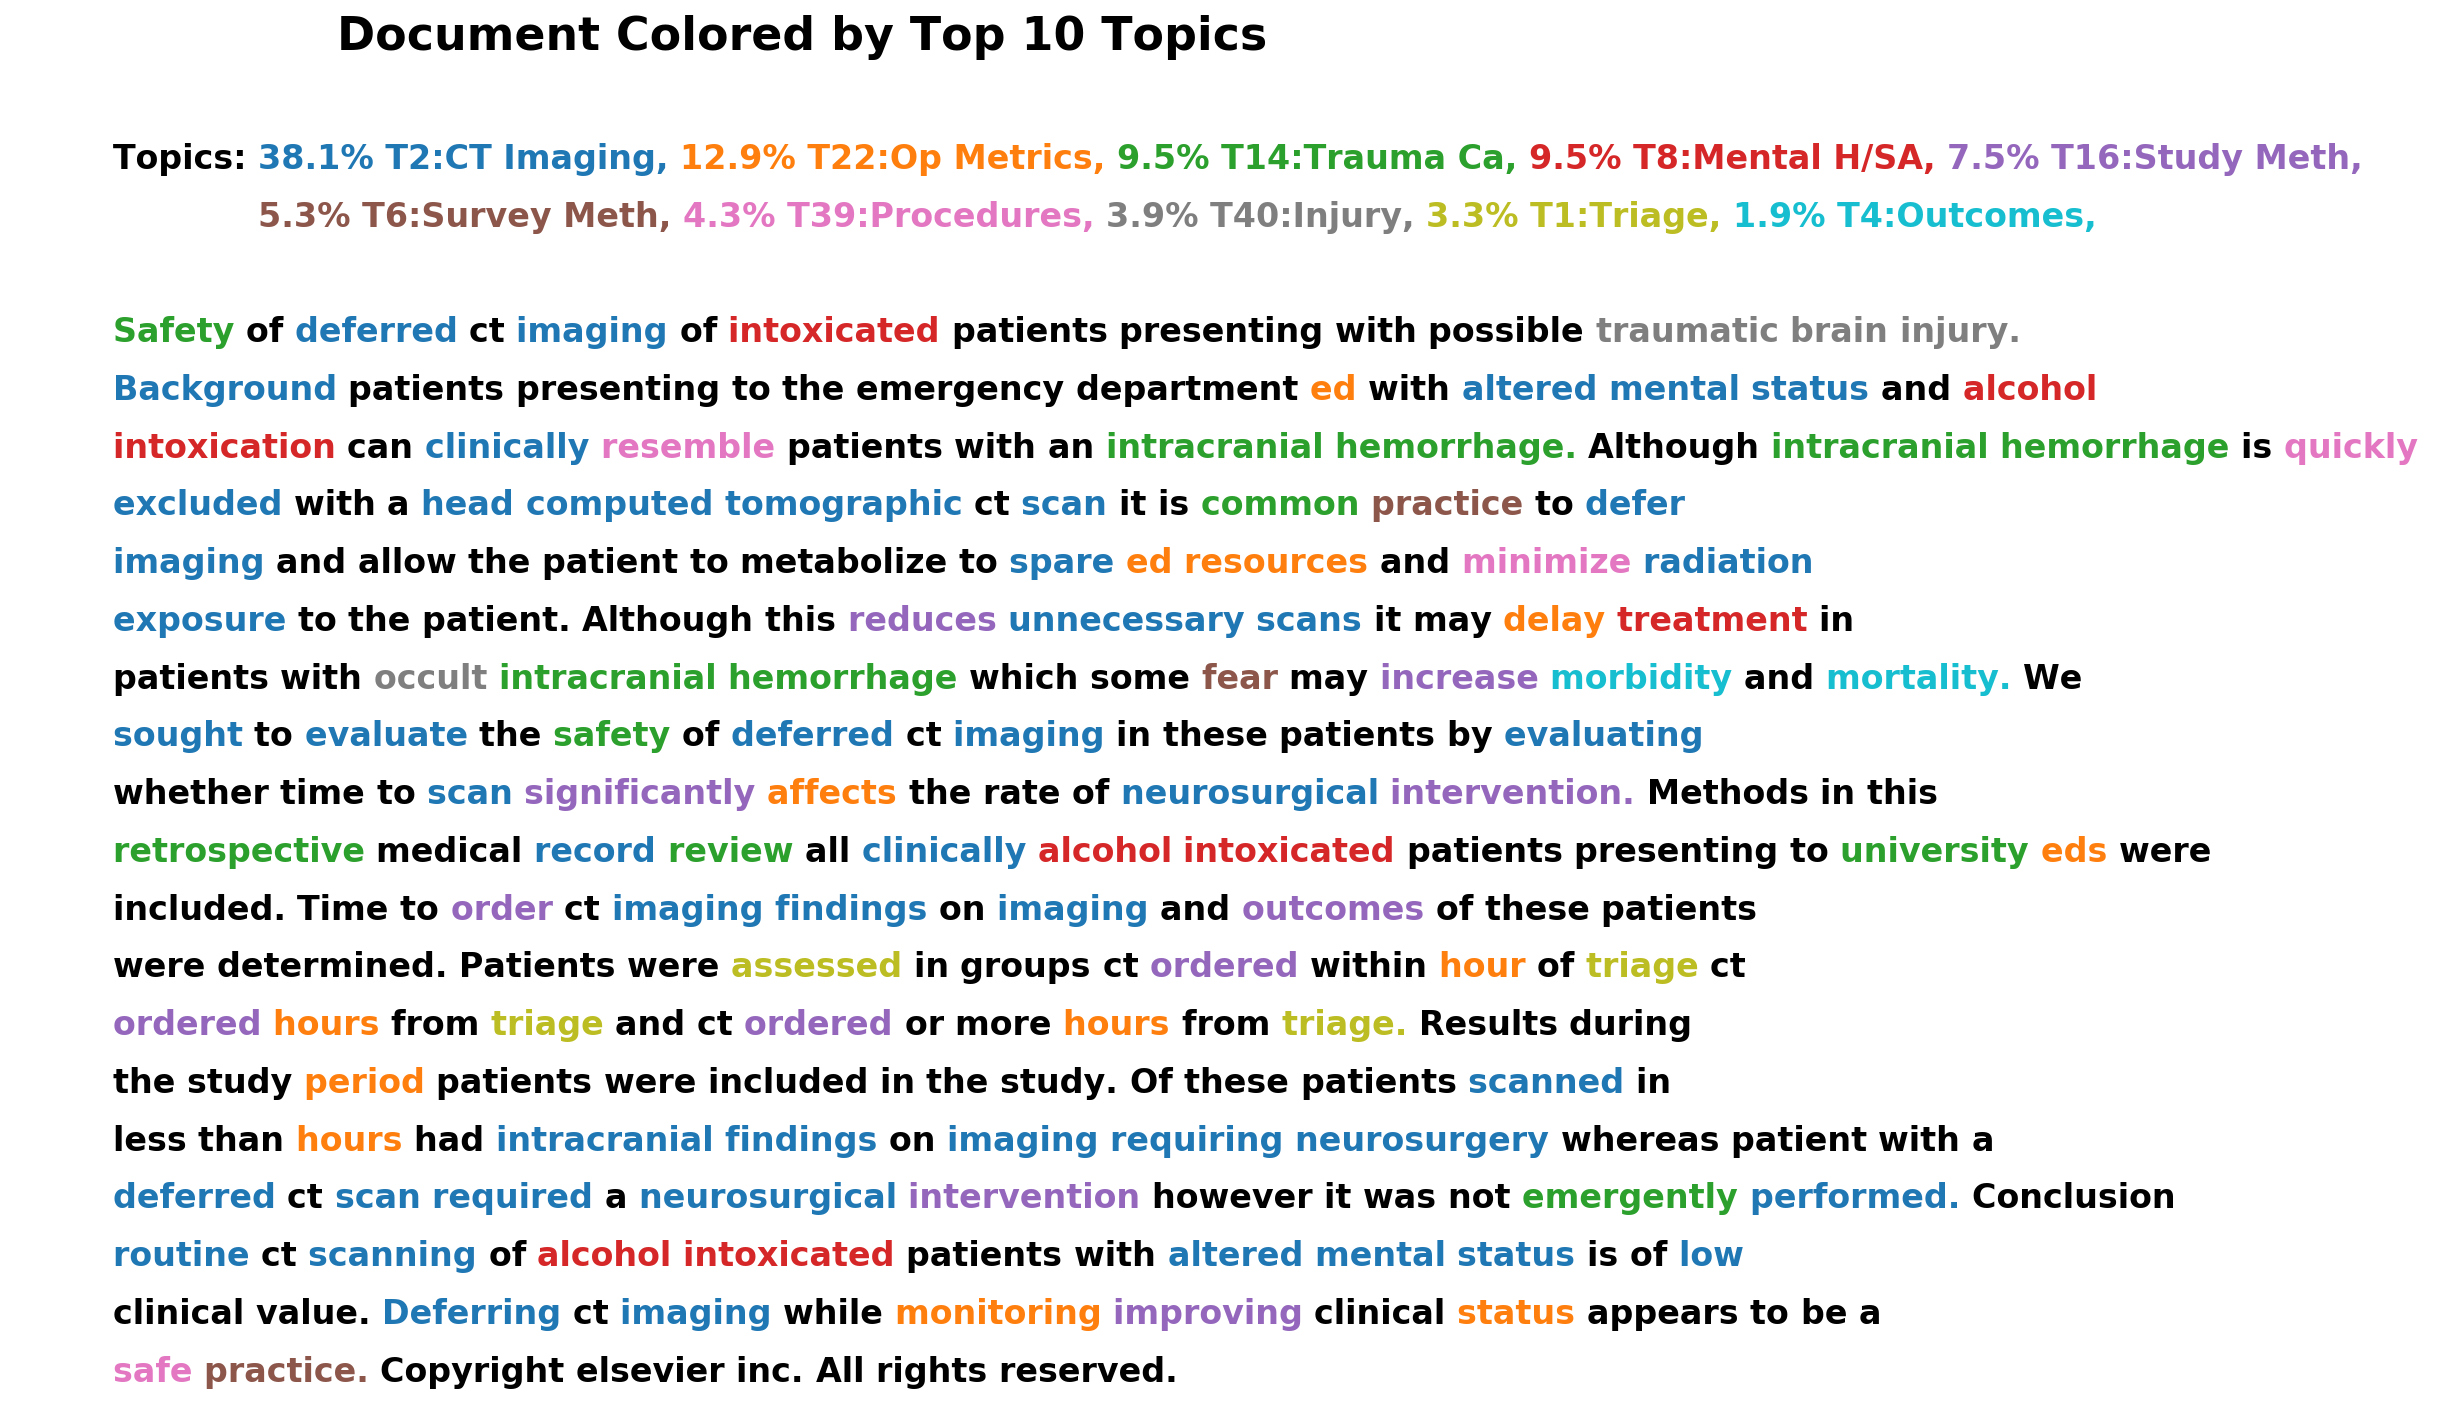 Document Colored by Top 10 Topics
Topics: 38.1% T2:CT Imaging, 12.9% T22:Op Metrics, 9.5% T14:Trauma Ca, 9.5% T8:Mental H/SA, 7.5% T16:Study Meth,
5.3% T6:Survey Meth, 4.3% T39:Procedures, 3.9% T40:Injury, 3.3% T1:Triage, 1.9% T4:Outcomes,
Safety of deferred ct imaging of intoxicated patients presenting with possible traumatic brain injury.
Background patients presenting to the emergency department ed with altered mental status and alcohol
intoxication can clinically resemble patients with an intracranial hemorrhage. Although intracranial hemorrhage is quickly
excluded with a head computed tomographic ct scan it is common practice to defer
imaging and allow the patient to metabolize to spare ed resources and minimize radiation
exposure to the patient. Although this reduces unnecessary scans it may delay treatment in
patients with occult intracranial hemorrhage which some fear may increase morbidity and mortality. We
sought to evaluate the safety of deferred ct imaging in these patients by evaluating
whether time to scan significantly affects the rate of neurosurgical intervention. Methods in this
retrospective medical record review all clinically alcohol intoxicated patients presenting to university eds were
included. Time to order ct imaging findings on imaging and outcomes of these patients
were determined. Patients were assessed in groups ct ordered within hour of triage ct
ordered hours from triage and ct ordered or more hours from triage. Results during
the study period patients were included in the study. Of these patients scanned in
less than hours had intracranial findings on imaging requiring neurosurgery whereas patient with a
deferred ct scan required a neurosurgical intervention however it was not emergently performed. Conclusion
routine ct scanning of alcohol intoxicated patients with altered mental status is of low
clinical value. Deferring ct imaging while monitoring improving clinical status appears to be a
safe practice. Copyright elsevier inc. All rights reserved.